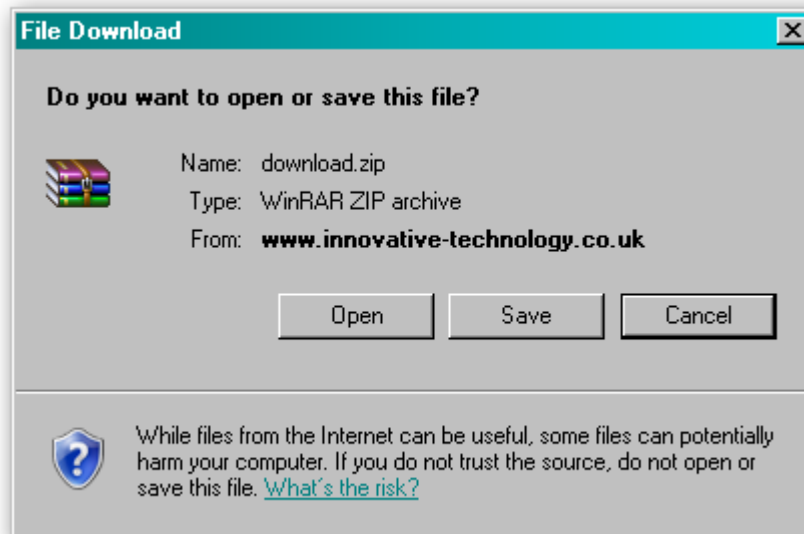 File Download
Do you want to open or save this file?
Name: download.zip
Type: WinRAR ZIP archive
From: www.innovative-technology.co.uk
Open Save Cancel
While files from the Internet can be useful, some files can potentially
harm your computer. If you do not trust the source, do not open or
save this file. What's the risk?